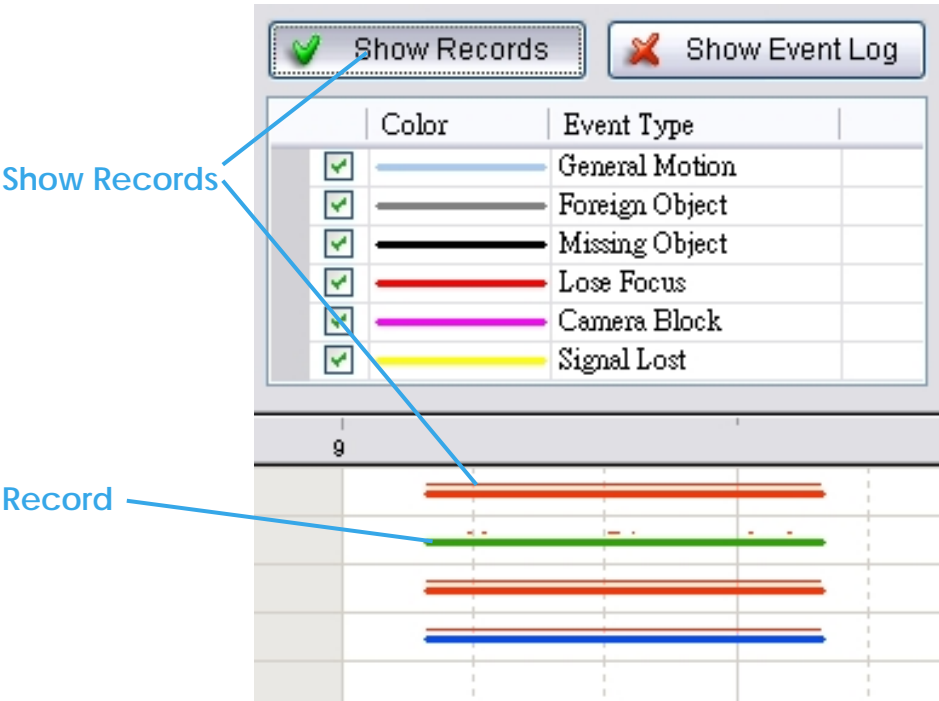 Show Records Show Event Log
Color Event Type
General Motion
Show Records
Foreign Object
Missing Object
Lose Focus
Camera Block
Signal Lost
9
Record